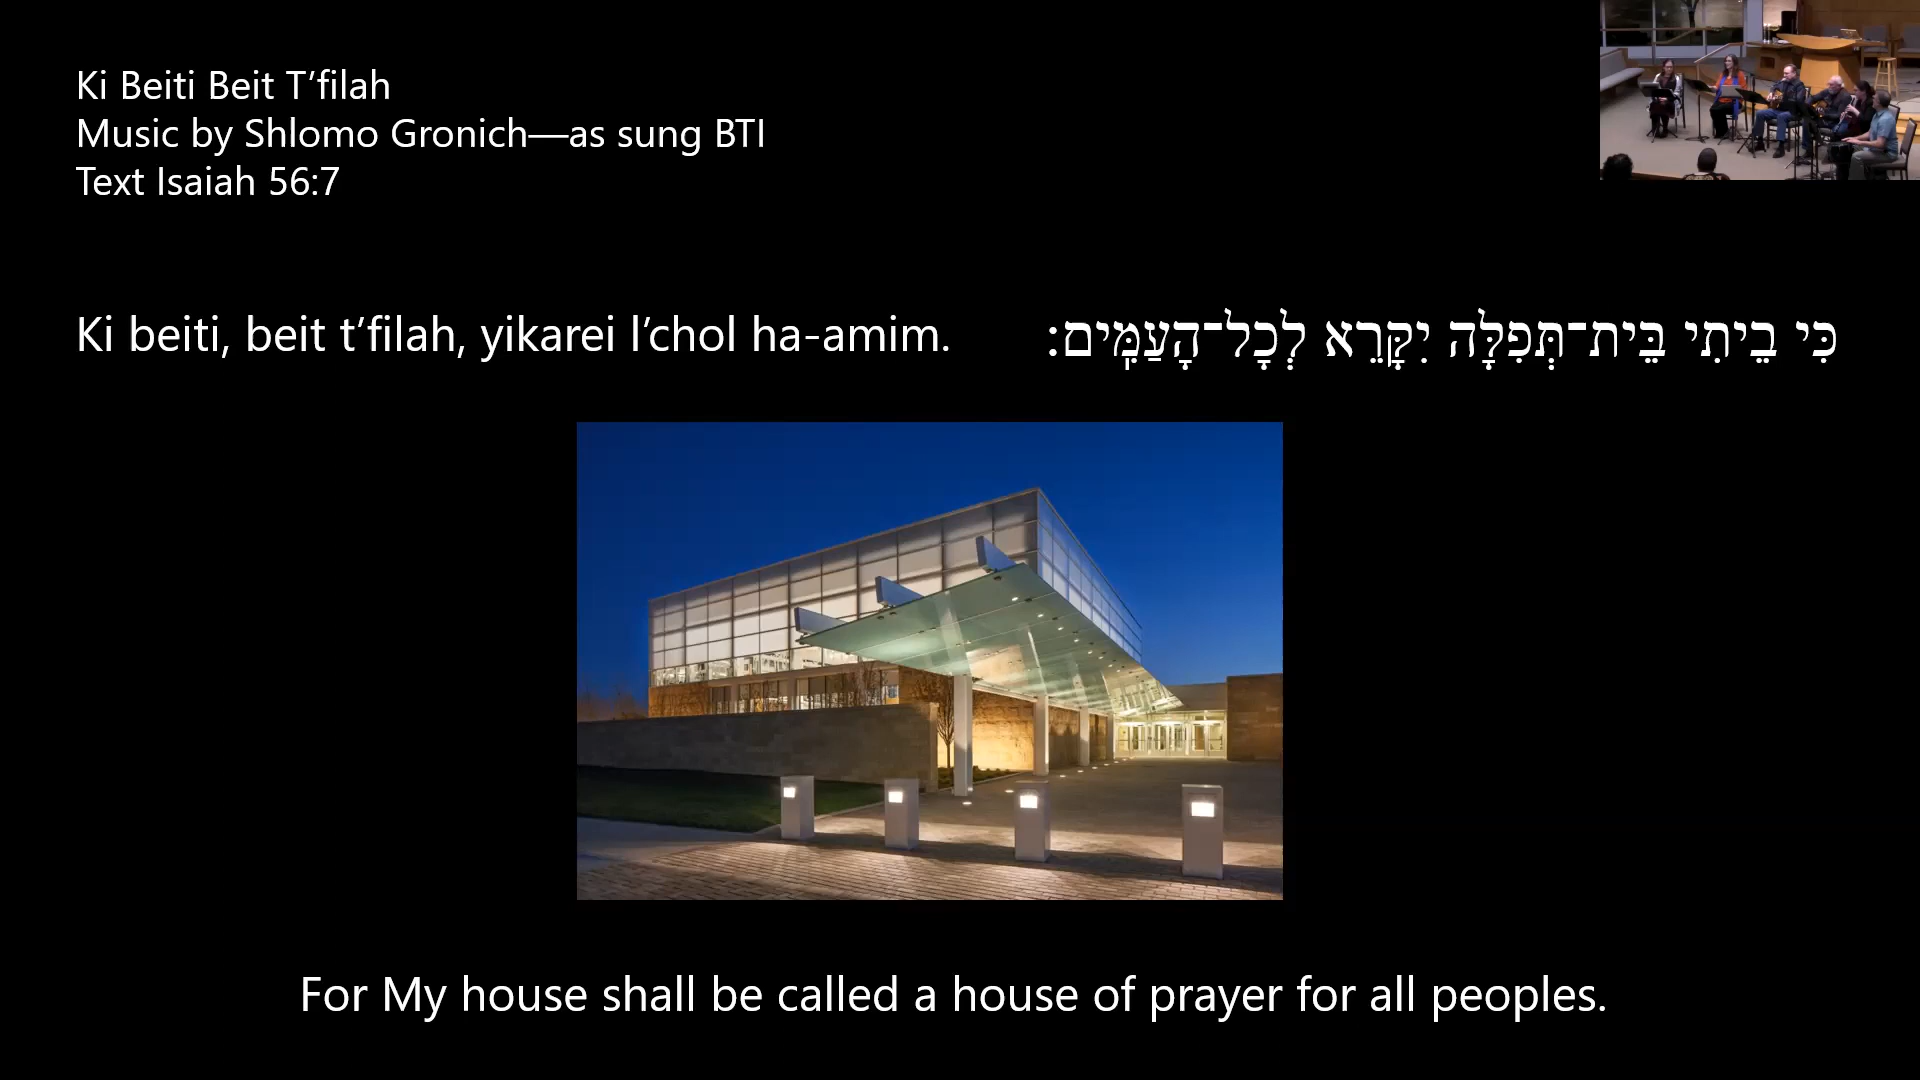 Ki Beiti Beit T’filah
Music by Shlomo Gronich—as sung BTI
Text Isaiah 56:7
Ki beiti, beit t’filah, yikarei l’chol ha-amim.
כִּי בֵיתִי בֵּית־תְּפִלָּה יִקָּרֵא לְכָל־הָעַמִּֽים׃
For My house shall be called a house of prayer for all peoples.